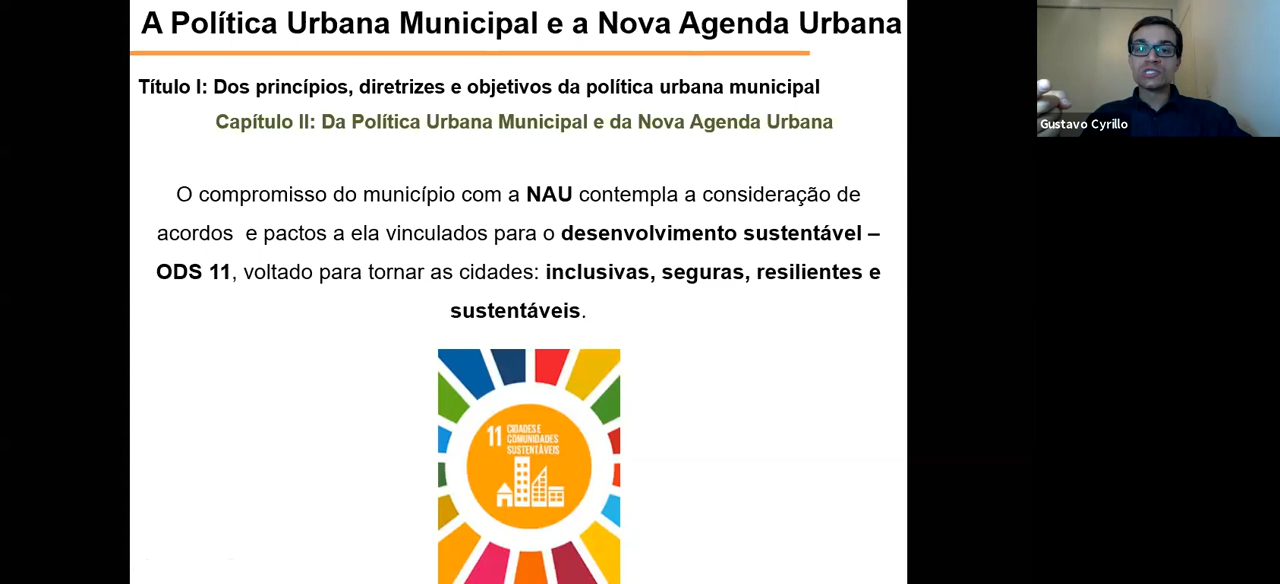 A Política Urbana Municipal e a Nova Agenda Urbana
Título I: Dos princípios, diretrizes e objetivos da política urbana municipal
Capítulo II: Da Política Urbana Municipal e da Nova Agenda Urbana
O compromisso do município com a NAU contempla a consideração de
acordos e pactos a ela vinculados para o desenvolvimento sustentável –
ODS 11, voltado para tornar as cidades: inclusivas, seguras, resilientes e
sustentáveis.
11 CIDADES E
COMUNIDADES
SUSTENTÁVEIS
Gustavo Cyrillo